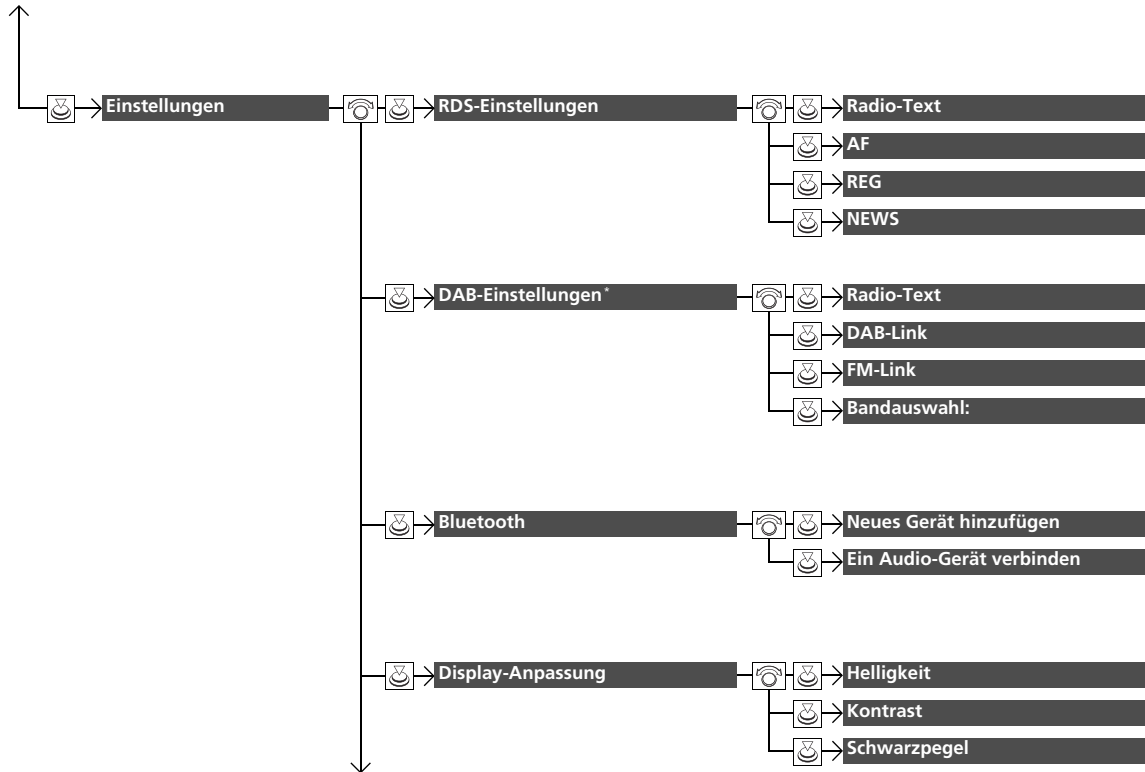 Einstellungen
RDS-Einstellungen
Radio-Text
AF
REG
NEWS
DAB-Einstellungen*
Radio-Text
DAB-Link
FM-Link
Bandauswahl:
Bluetooth
Neues Gerät hinzufügen
Ein Audio-Gerät verbinden
Display-Anpassung
Helligkeit
Kontrast
Schwarzpegel